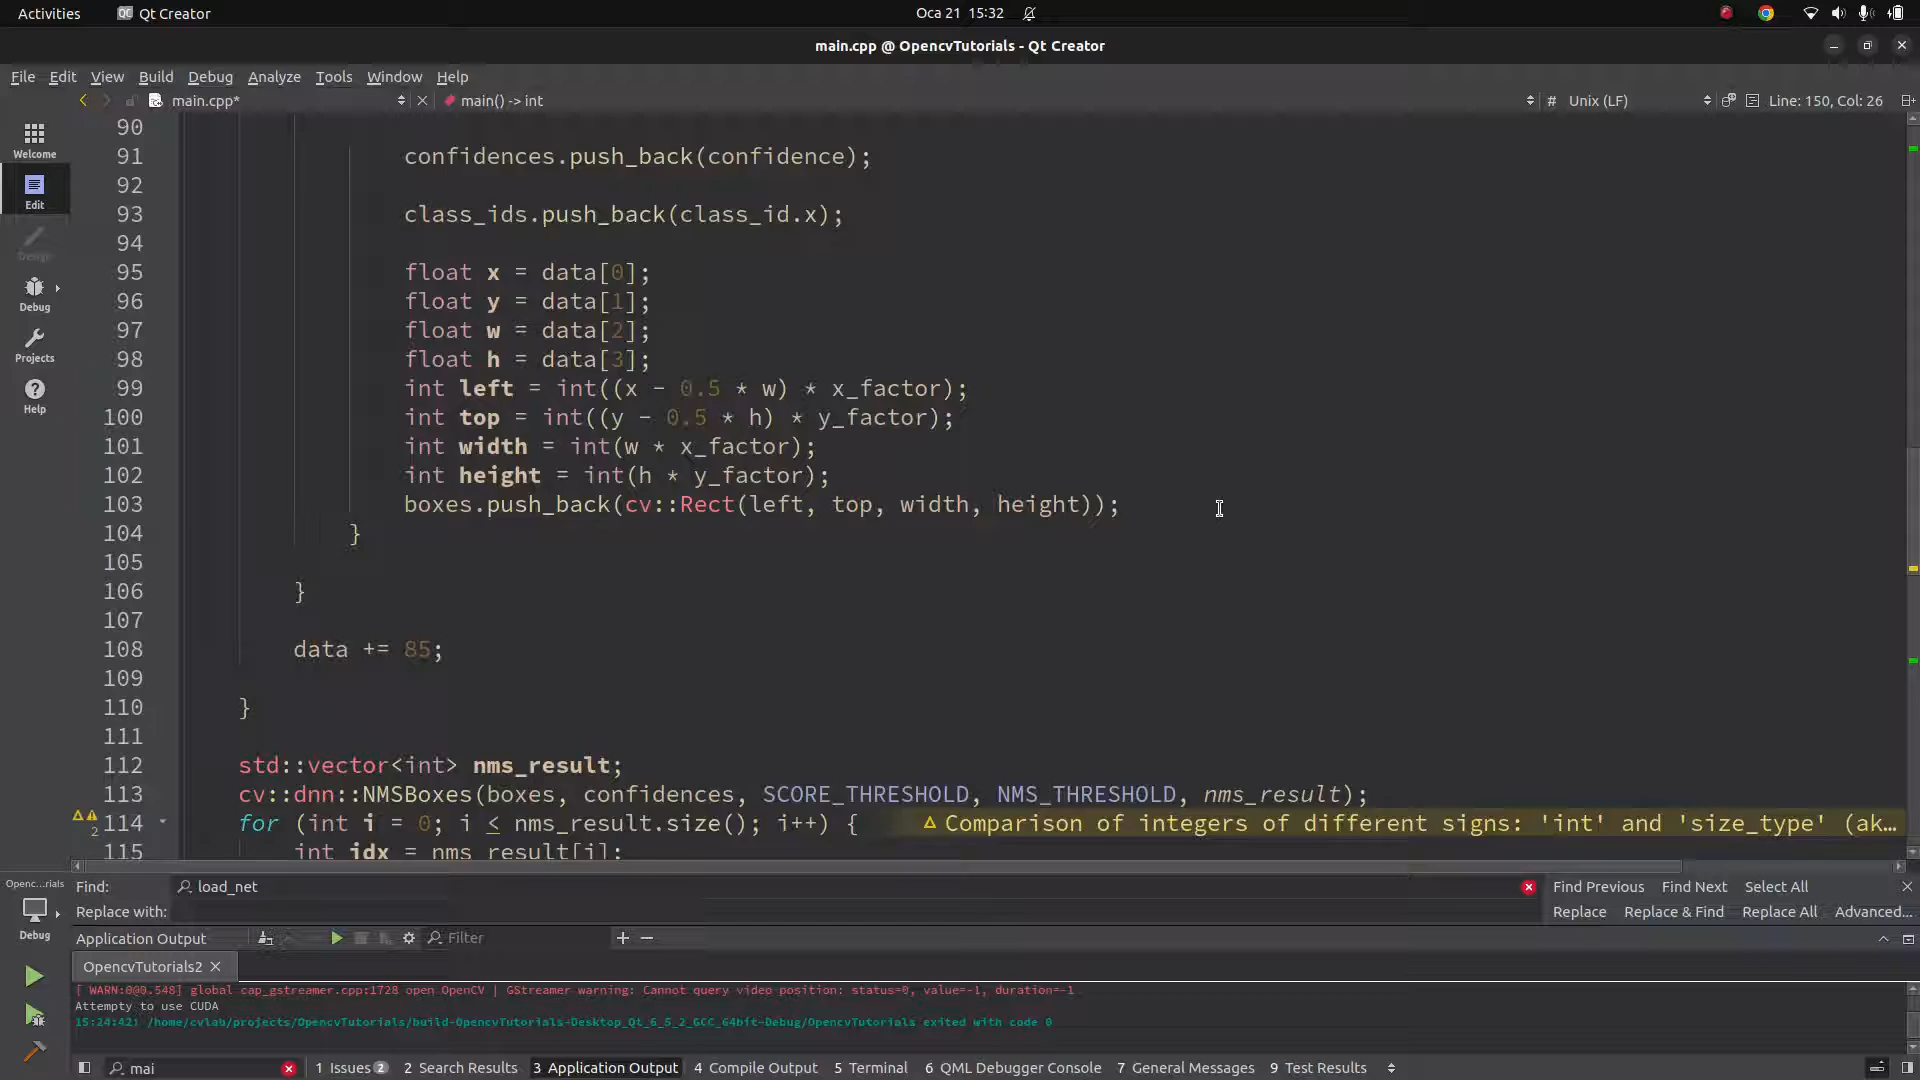 Activities Qt Creator Oca 21 15:32
main.cpp @ OpencvTutorials - Qt Creator
File Edit View Build Debug Analyze Tools Window Help
main.cpp* main() -> int # Unix (LF) Line: 150, Col: 26
Welcome
Edit
Design
Debug
Projects
Help
90
91 confidences.push_back(confidence);
92
93 class_ids.push_back(class_id.x);
94
95 float x = data[0];
96 float y = data[1];
97 float w = data[2];
98 float h = data[3];
99 int left = int((x - 0.5 * w) * x_factor);
100 int top = int((y - 0.5 * h) * y_factor);
101 int width = int(w * x_factor);
102 int height = int(h * y_factor);
103 boxes.push_back(cv::Rect(left, top, width, height));
104 }
105
106 }
107
108 data += 85;
109
110 }
111
112 std::vector<int> nms_result;
113 cv::dnn::NMSBoxes(boxes, confidences, SCORE_THRESHOLD, NMS_THRESHOLD, nms_result);
2 114 for (int i = 0; i < nms_result.size(); i++) { Comparison of integers of different signs: 'int' and 'size_type' (ak…
115 int idx = nms_result[i];
Openc…rials
Debug
Find: load_net Find Previous Find Next Select All
Replace with: Replace Replace & Find Replace All Advanced...
Application Output Filter + −
OpencvTutorials2
[ WARN:0@0.548] global cap_gstreamer.cpp:1728 open OpenCV | GStreamer warning: Cannot query video position: status=0, value=-1, duration=-1
Attempty to use CUDA
15:24:42: /home/cvlab/projects/OpencvTutorials/build-OpencvTutorials-Desktop_Qt_6_5_2_GCC_64bit-Debug/OpencvTutorials exited with code 0
mai 1 Issues 2 2 Search Results 3 Application Output 4 Compile Output 5 Terminal 6 QML Debugger Console 7 General Messages 9 Test Results